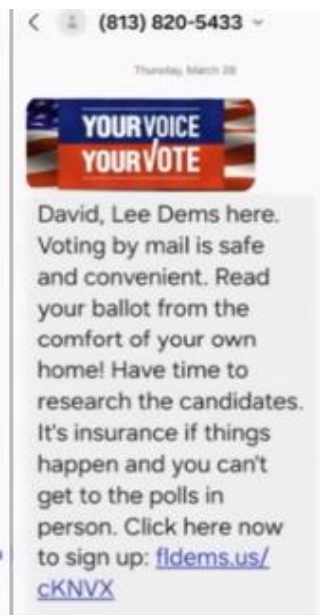 (813) 820-5433
Thursday, March 28
YOUR VOICE
YOUR VOTE
David, Lee Dems here.
Voting by mail is safe
and convenient. Read
your ballot from the
comfort of your own
home! Have time to
research the candidates.
It's insurance if things
happen and you can't
get to the polls in
person. Click here now
to sign up: fldems.us/
cKNVX